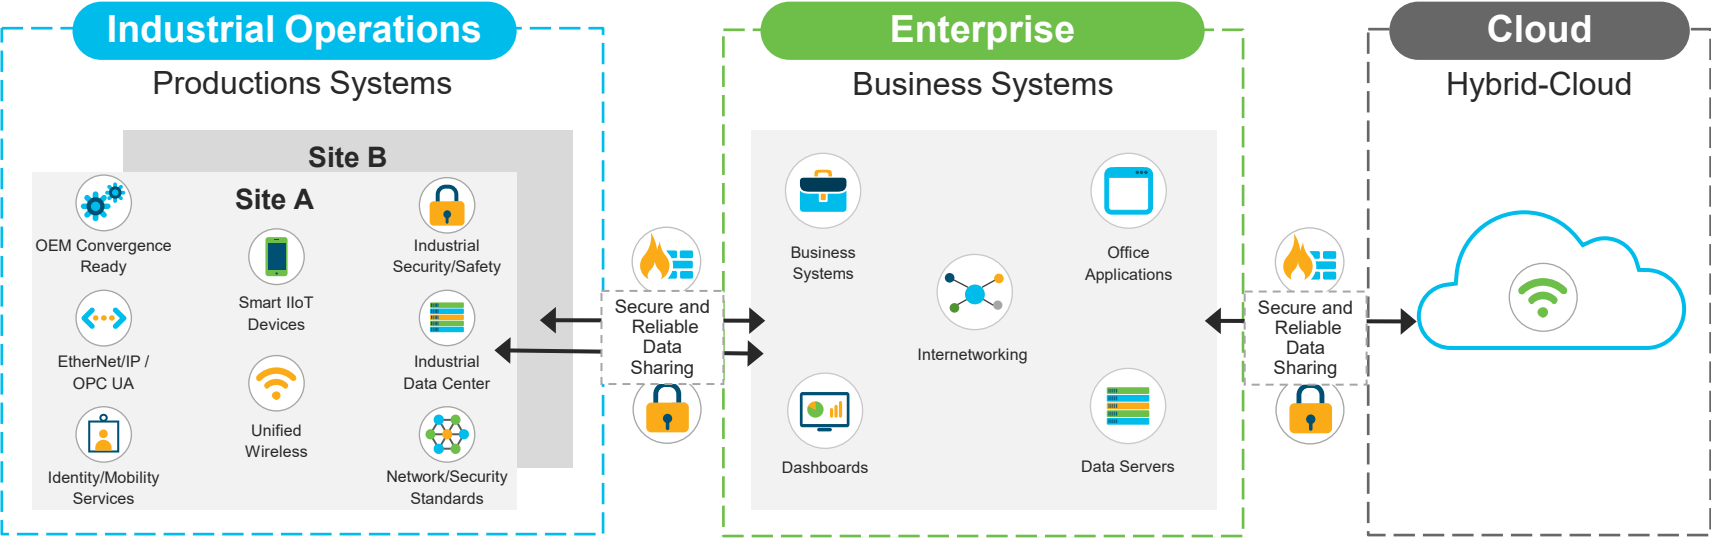 Industrial Operations
Productions Systems
Site B
Site A
OEM Convergence
Ready
EtherNet/IP /
OPC UA
Identity/Mobility
Services
Smart IIoT
Devices
Unified
Wireless
Industrial
Security/Safety
Industrial
Data Center
Network/Security
Standards
Secure and
Reliable
Data
Sharing
Enterprise
Business Systems
Business
Systems
Office
Applications
Internetworking
Dashboards
Data Servers
Secure and
Reliable
Data
Sharing
Cloud
Hybrid-Cloud